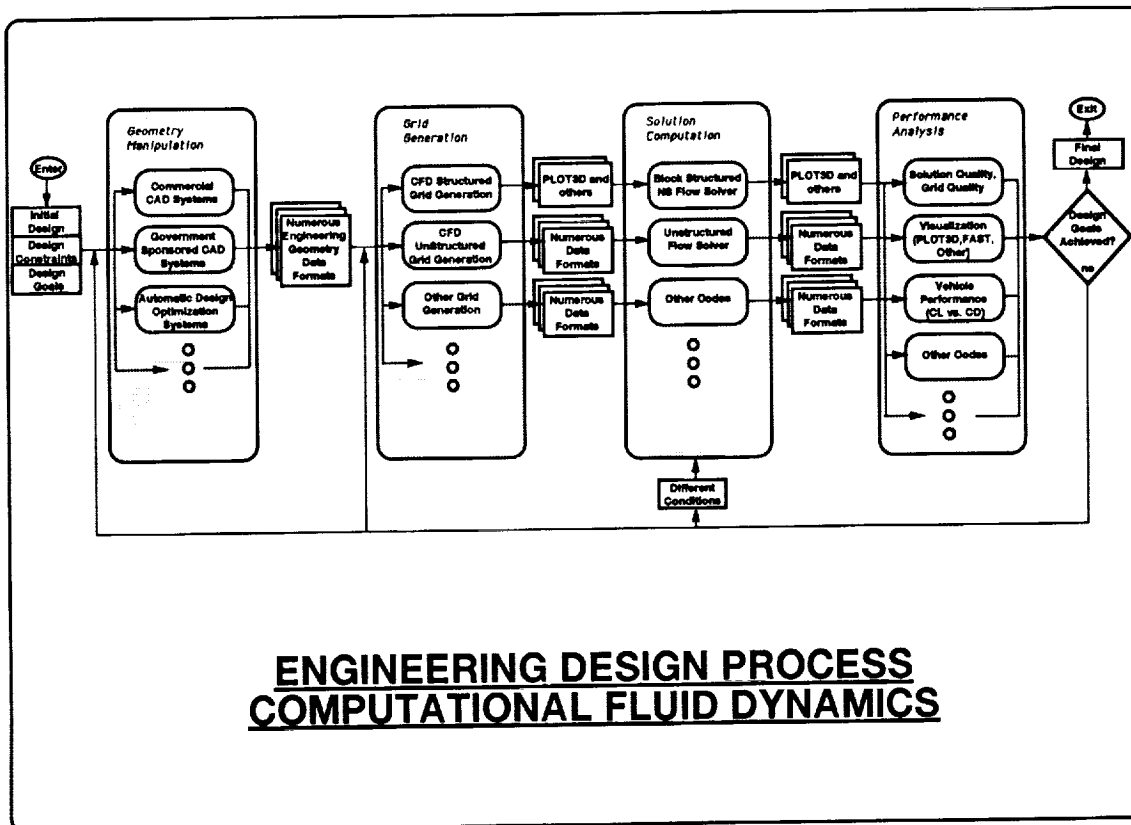 Enter
Initial
Design
Design
Constraints
Design
Goals
Geometry
Manipulation
Commercial
CAD Systems
Government
Sponsored CAD
Systems
Automatic Design
Optimization
Systems
Numerous
Engineering
Geometry
Data
Formats
Grid
Generation
CFD Structured
Grid Generation
CFD
UnStructured
Grid Generation
Other Grid
Generation
PLOT3D and
others
Numerous
Data
Formats
Numerous
Data
Formats
Solution
Computation
Block Structured
NS Flow Solver
Unestructured
Flow Solver
Other Codes
Different
Conditions
PLOT3D and
others
Numerous
Data
Formats
Numerous
Data
Formats
Performance
Analysis
Solution Quality,
Grid Quality
Visualization
(PLOT3D,FAST,
Other)
Vehicle
Performance
(CL vs. CD)
Other Codes
Exit
Final
Design
Design
Goals
Achieved?
no
ENGINEERING DESIGN PROCESS
COMPUTATIONAL FLUID DYNAMICS